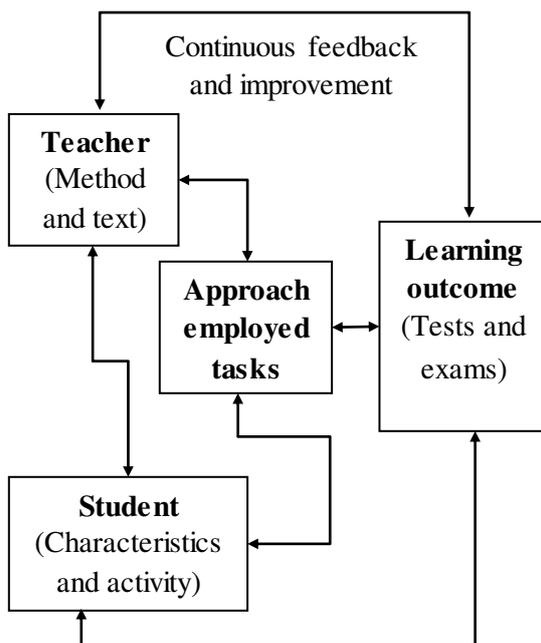 Continuous feedback
and improvement
Teacher
(Method
and text)
Learning
outcome
(Tests and
exams)
Approach
employed
tasks
Student
(Characteristics
and activity)